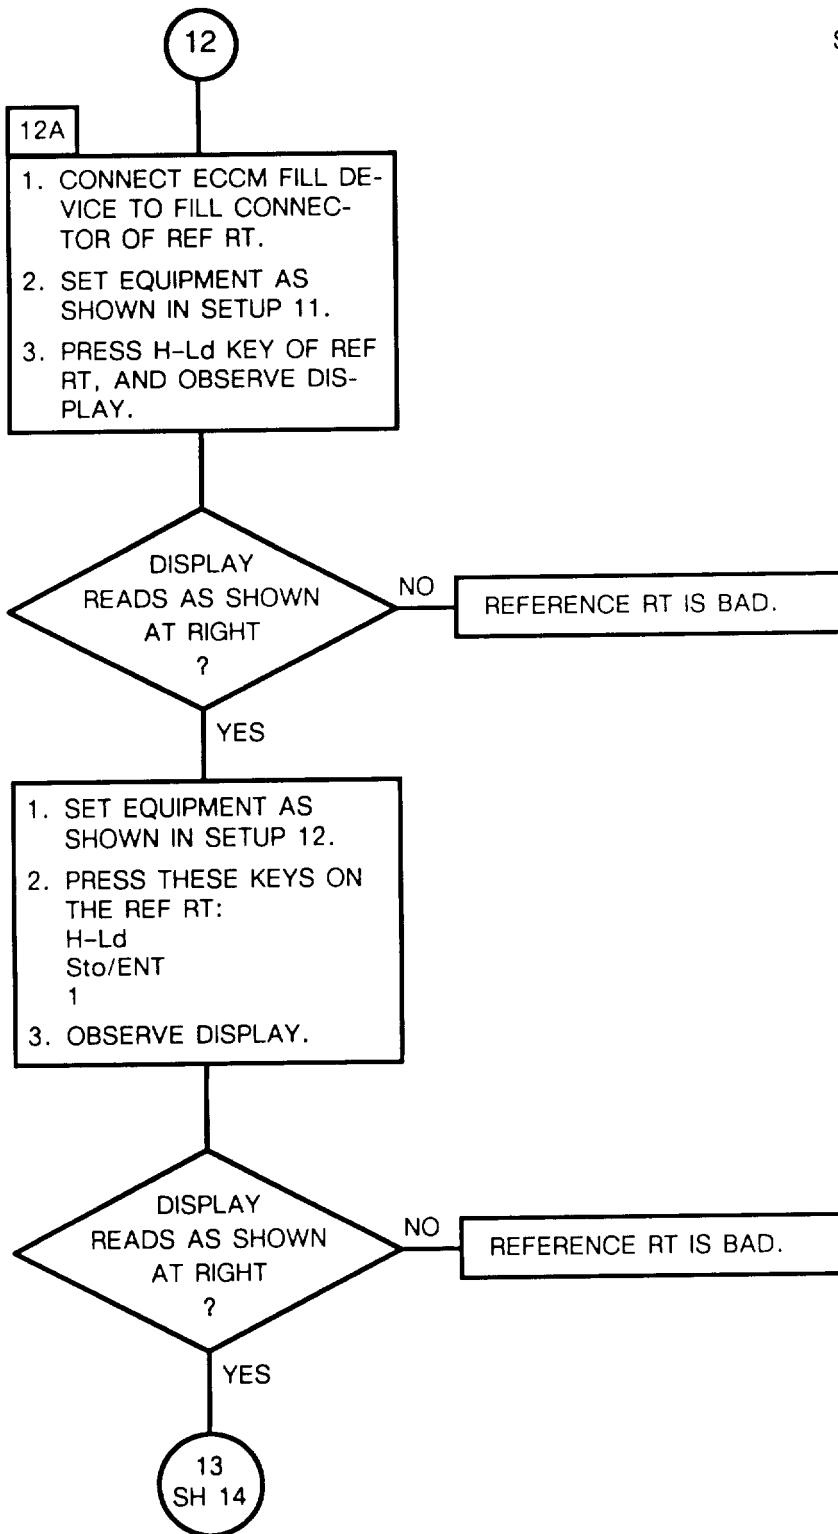 12
S
12A
1. CONNECT ECCM FILL DE-
VICE TO FILL CONNEC-
TOR OF REF RT.
2. SET EQUIPMENT AS
SHOWN IN SETUP 11.
3. PRESS H-Ld KEY OF REF
RT, AND OBSERVE DIS-
PLAY.
DISPLAY
READS AS SHOWN
AT RIGHT
?
NO
REFERENCE RT IS BAD.
YES
1. SET EQUIPMENT AS
SHOWN IN SETUP 12.
2. PRESS THESE KEYS ON
THE REF RT:
H-Ld
Sto/ENT
1
3. OBSERVE DISPLAY.
DISPLAY
READS AS SHOWN
AT RIGHT
?
NO
REFERENCE RT IS BAD.
YES
13
SH 14